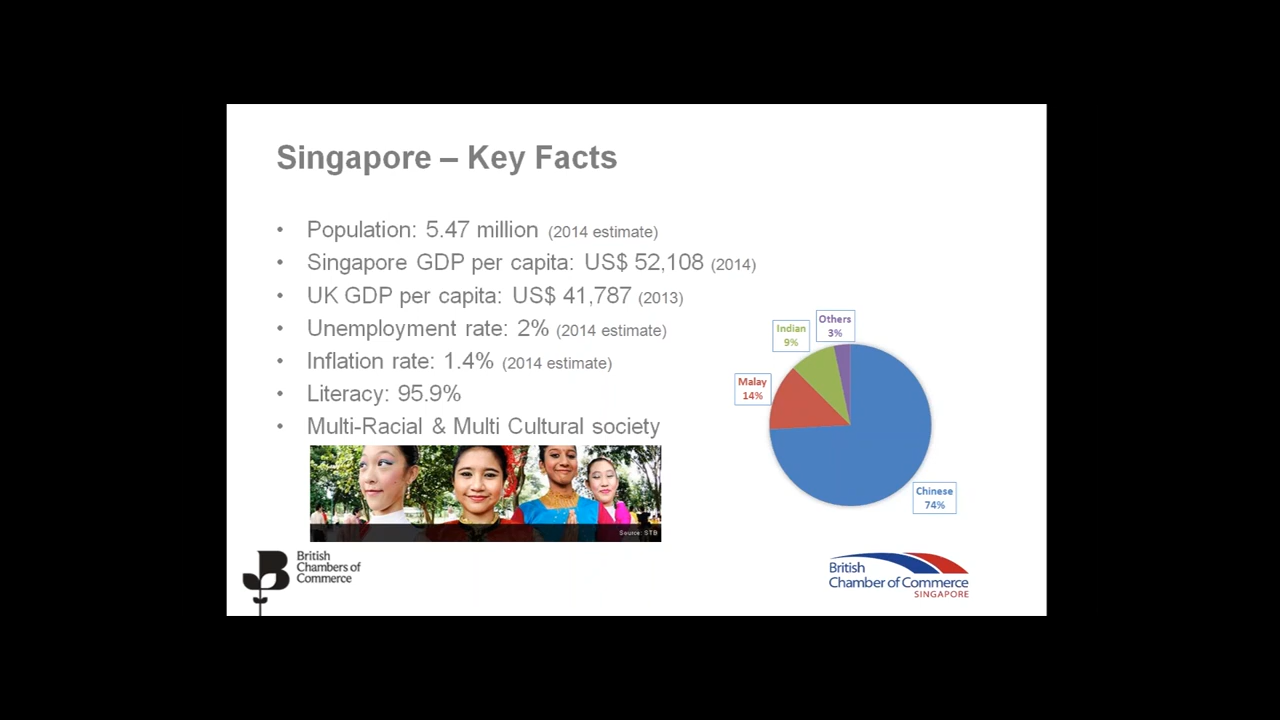 Singapore – Key Facts
• Population: 5.47 million (2014 estimate)
• Singapore GDP per capita: US$ 52,108 (2014)
• UK GDP per capita: US$ 41,787 (2013)
• Unemployment rate: 2% (2014 estimate)
• Inflation rate: 1.4% (2014 estimate)
• Literacy: 95.9%
• Multi-Racial & Multi Cultural society
Others
3%
Indian
9%
Malay
14%
Chinese
74%
Source: STB
British
Chambers of
Commerce
British
Chamber of Commerce
SINGAPORE